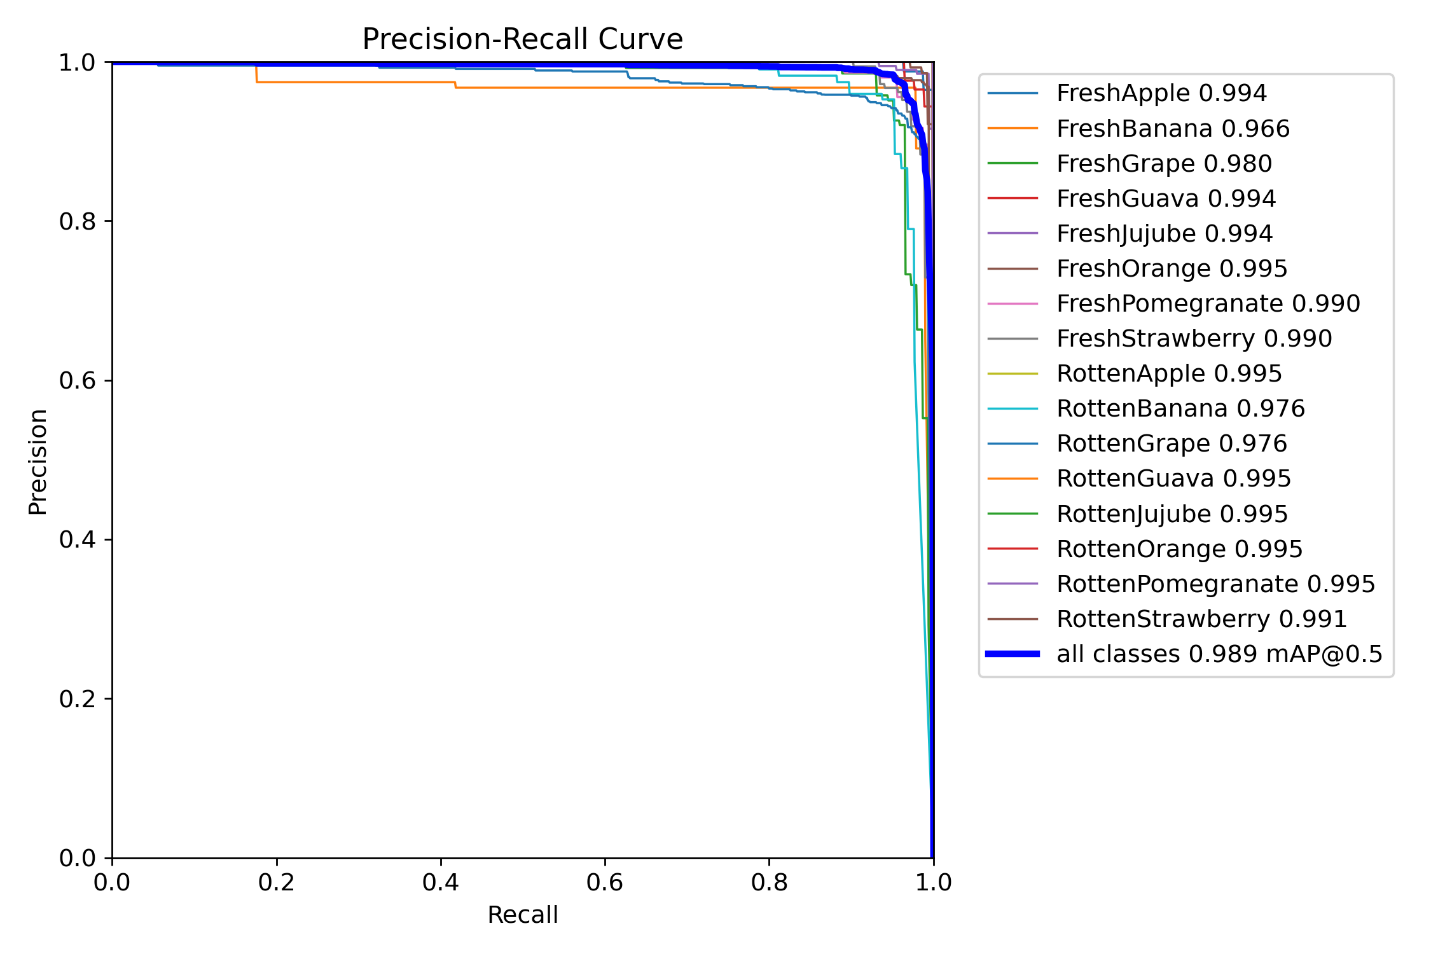 Precision-Recall Curve
1.0
0.8
0.6
0.4
0.2
0.0
Precision
0.0 0.2 0.4 0.6 0.8 1.0
Recall
FreshApple 0.994
FreshBanana 0.966
FreshGrape 0.980
FreshGuava 0.994
FreshJujube 0.994
FreshOrange 0.995
FreshPomegranate 0.990
FreshStrawberry 0.990
RottenApple 0.995
RottenBanana 0.976
RottenGrape 0.976
RottenGuava 0.995
RottenJujube 0.995
RottenOrange 0.995
RottenPomegranate 0.995
RottenStrawberry 0.991
all classes 0.989 mAP@0.5